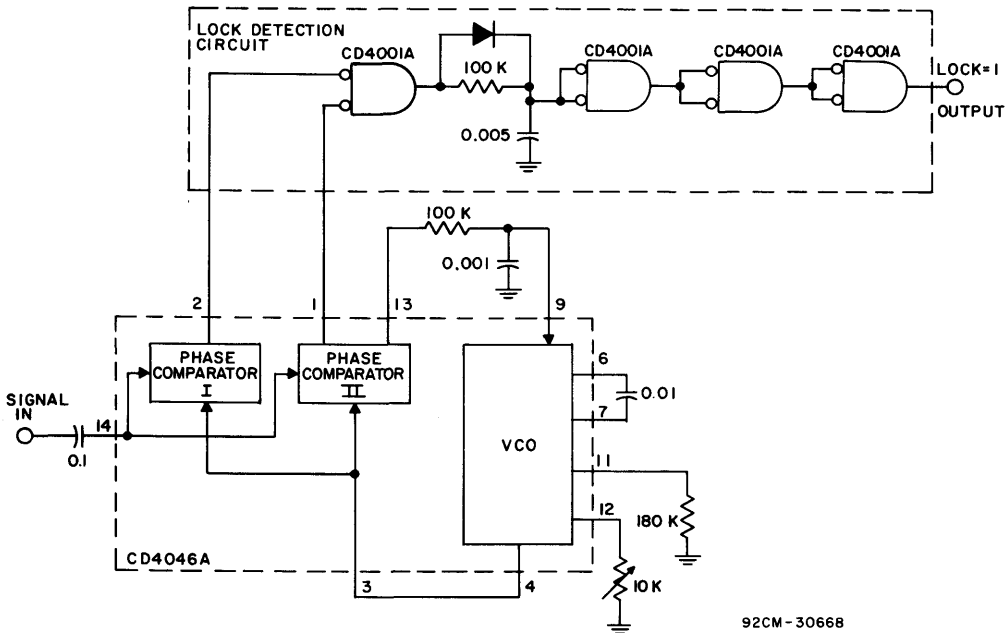 LOCK DETECTION
CIRCUIT
CD4001A
100 K
0.005
CD4001A
CD4001A
CD4001A
LOCK=1
OUTPUT
100 K
0.001
2
1
13
9
PHASE
COMPARATOR
I
PHASE
COMPARATOR
II
6
0.01
7
SIGNAL
IN
0.1
14
VCO
11
180 K
12
10 K
CD4046A
3
4
92CM-30668